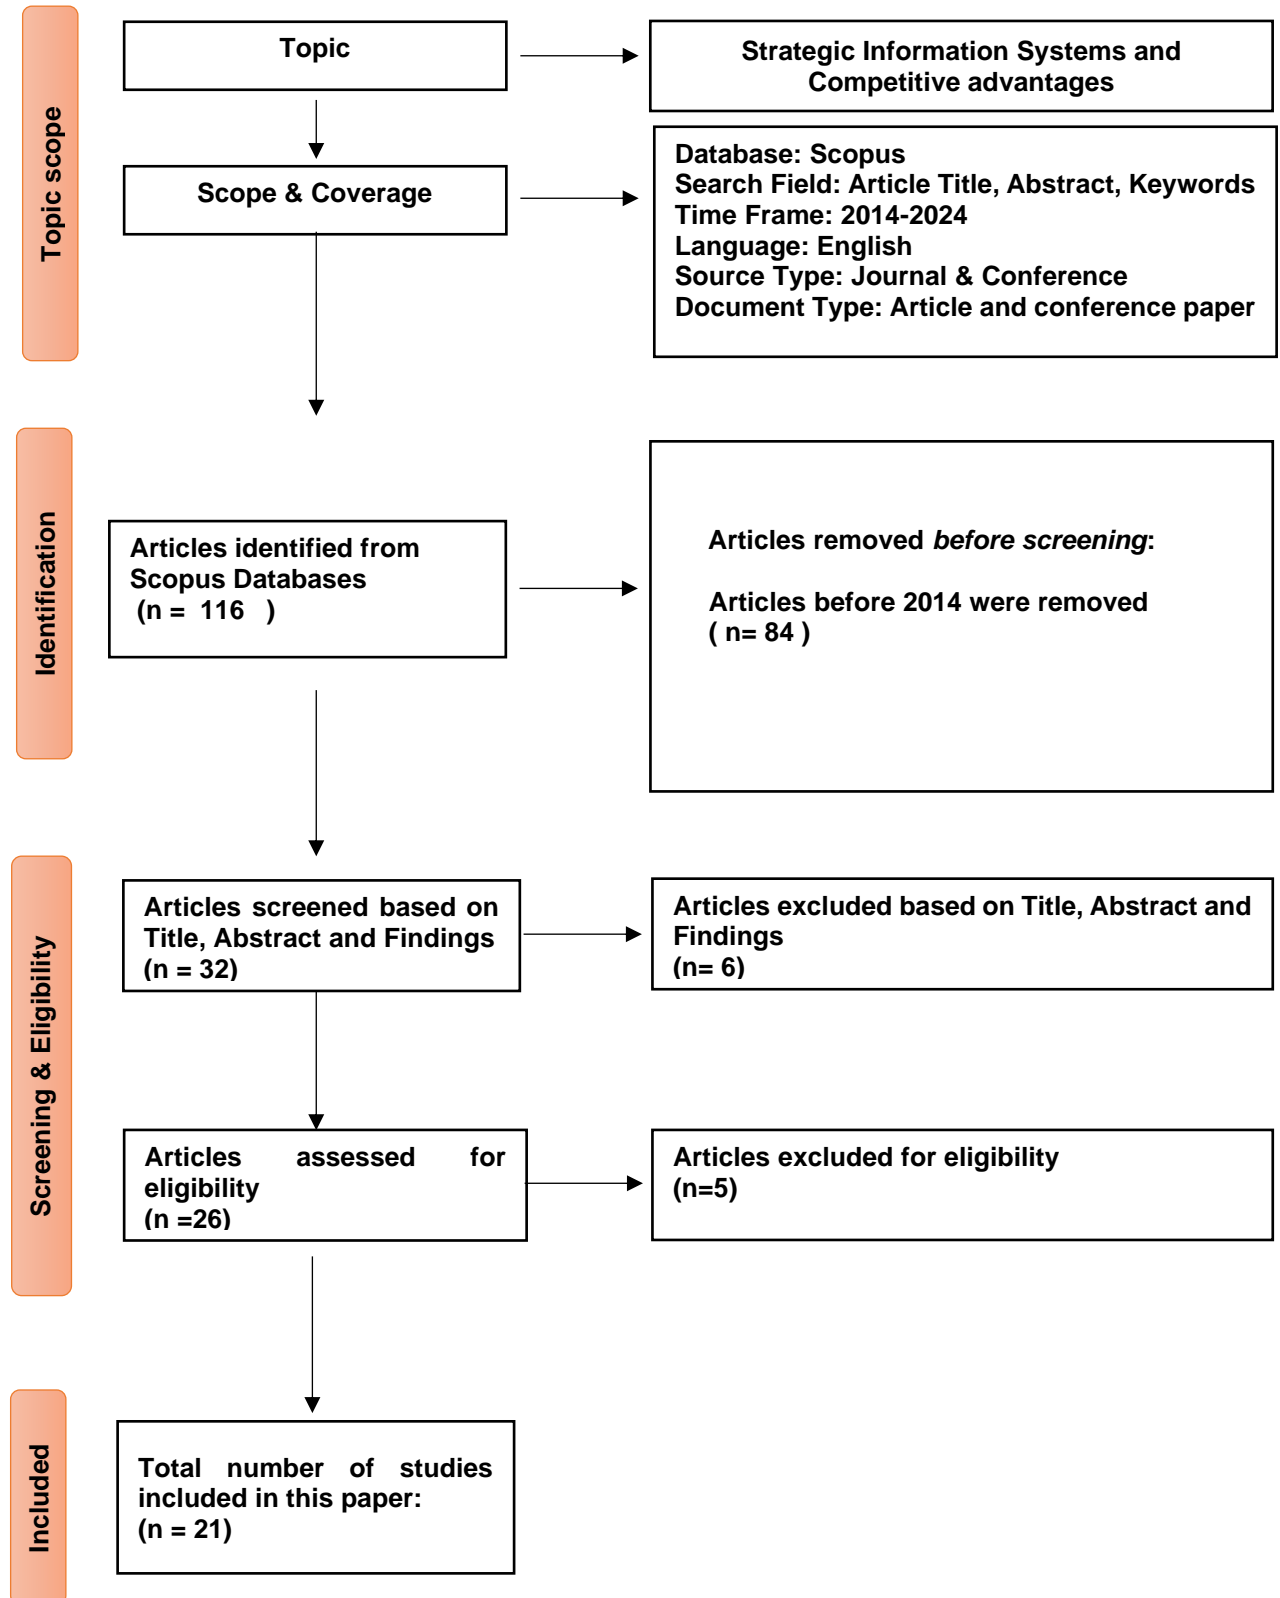 Topic scope
Topic
Strategic Information Systems and
Competitive advantages
Scope & Coverage
Database: Scopus
Search Field: Article Title, Abstract, Keywords
Time Frame: 2014-2024
Language: English
Source Type: Journal & Conference
Document Type: Article and conference paper
Identification
Articles identified from
Scopus Databases
(n = 116 )
Articles removed before screening:
Articles before 2014 were removed
( n= 84 )
Screening & Eligibility
Articles screened based on
Title, Abstract and Findings
(n = 32)
Articles excluded based on Title, Abstract and
Findings
(n= 6)
Articles assessed for
eligibility
(n =26)
Articles excluded for eligibility
(n=5)
Included
Total number of studies
included in this paper:
(n = 21)